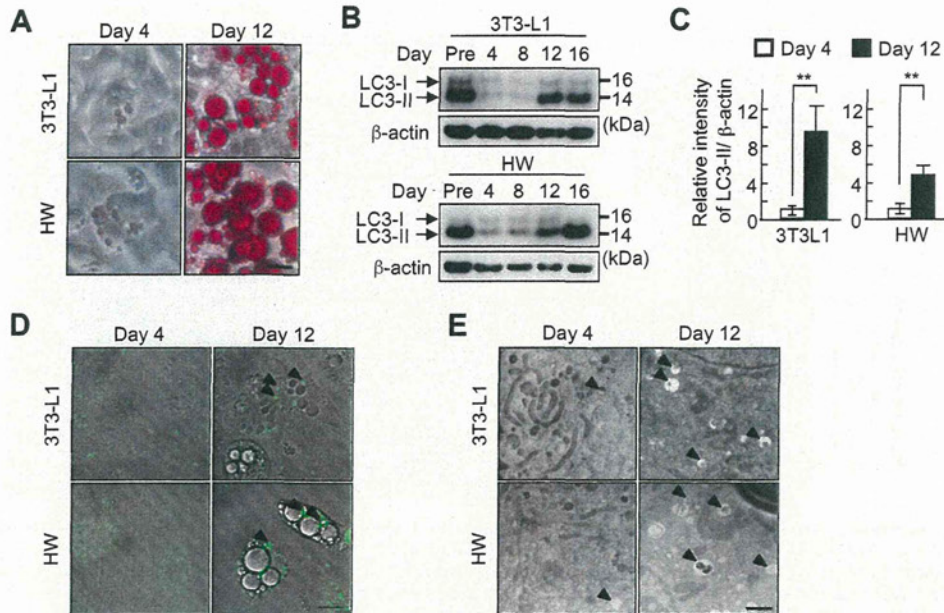 A
Day 4 Day 12
3T3-L1
HW
B
3T3-L1
Day Pre 4 8 12 16
LC3-I
LC3-II
16
14
β-actin (kDa)
HW
Day Pre 4 8 12 16
LC3-I
LC3-II
16
14
β-actin (kDa)
C
Day 4 Day 12
Relative intensity
of LC3-II/ β-actin
** **
12 12
8 8
4 4
0 0
3T3L1 HW
D
Day 4 Day 12
3T3-L1
HW
E
Day 4 Day 12
3T3-L1
HW